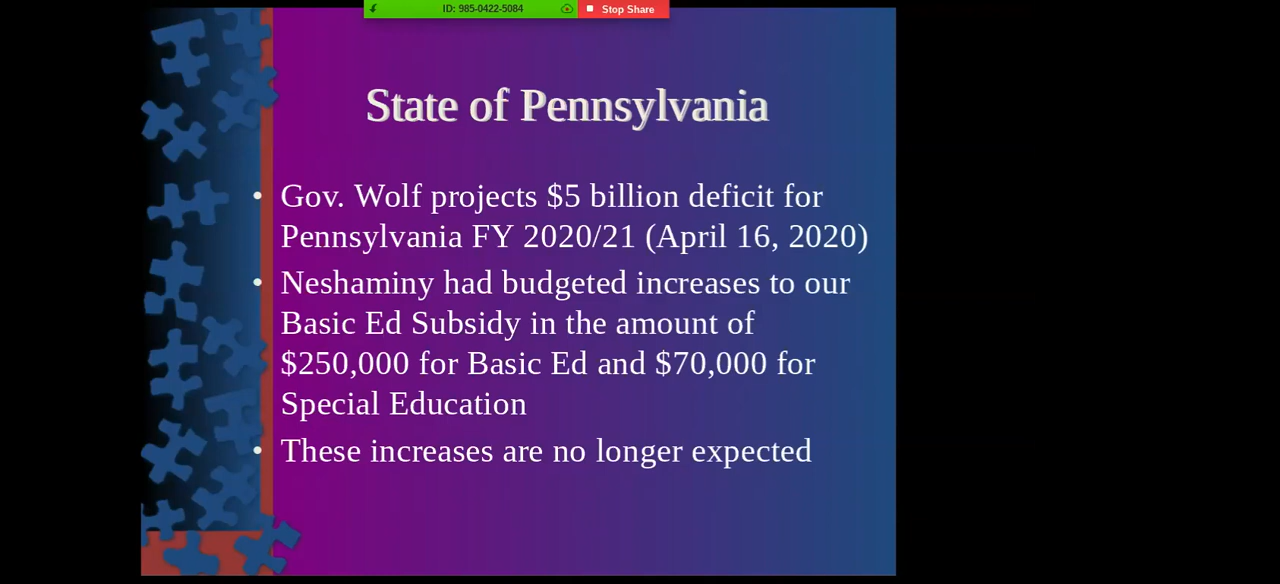 ID: 985-0422-5084
Stop Share
State of Pennsylvania
• Gov. Wolf projects $5 billion deficit for
Pennsylvania FY 2020/21 (April 16, 2020)
• Neshaminy had budgeted increases to our
Basic Ed Subsidy in the amount of
$250,000 for Basic Ed and $70,000 for
Special Education
• These increases are no longer expected